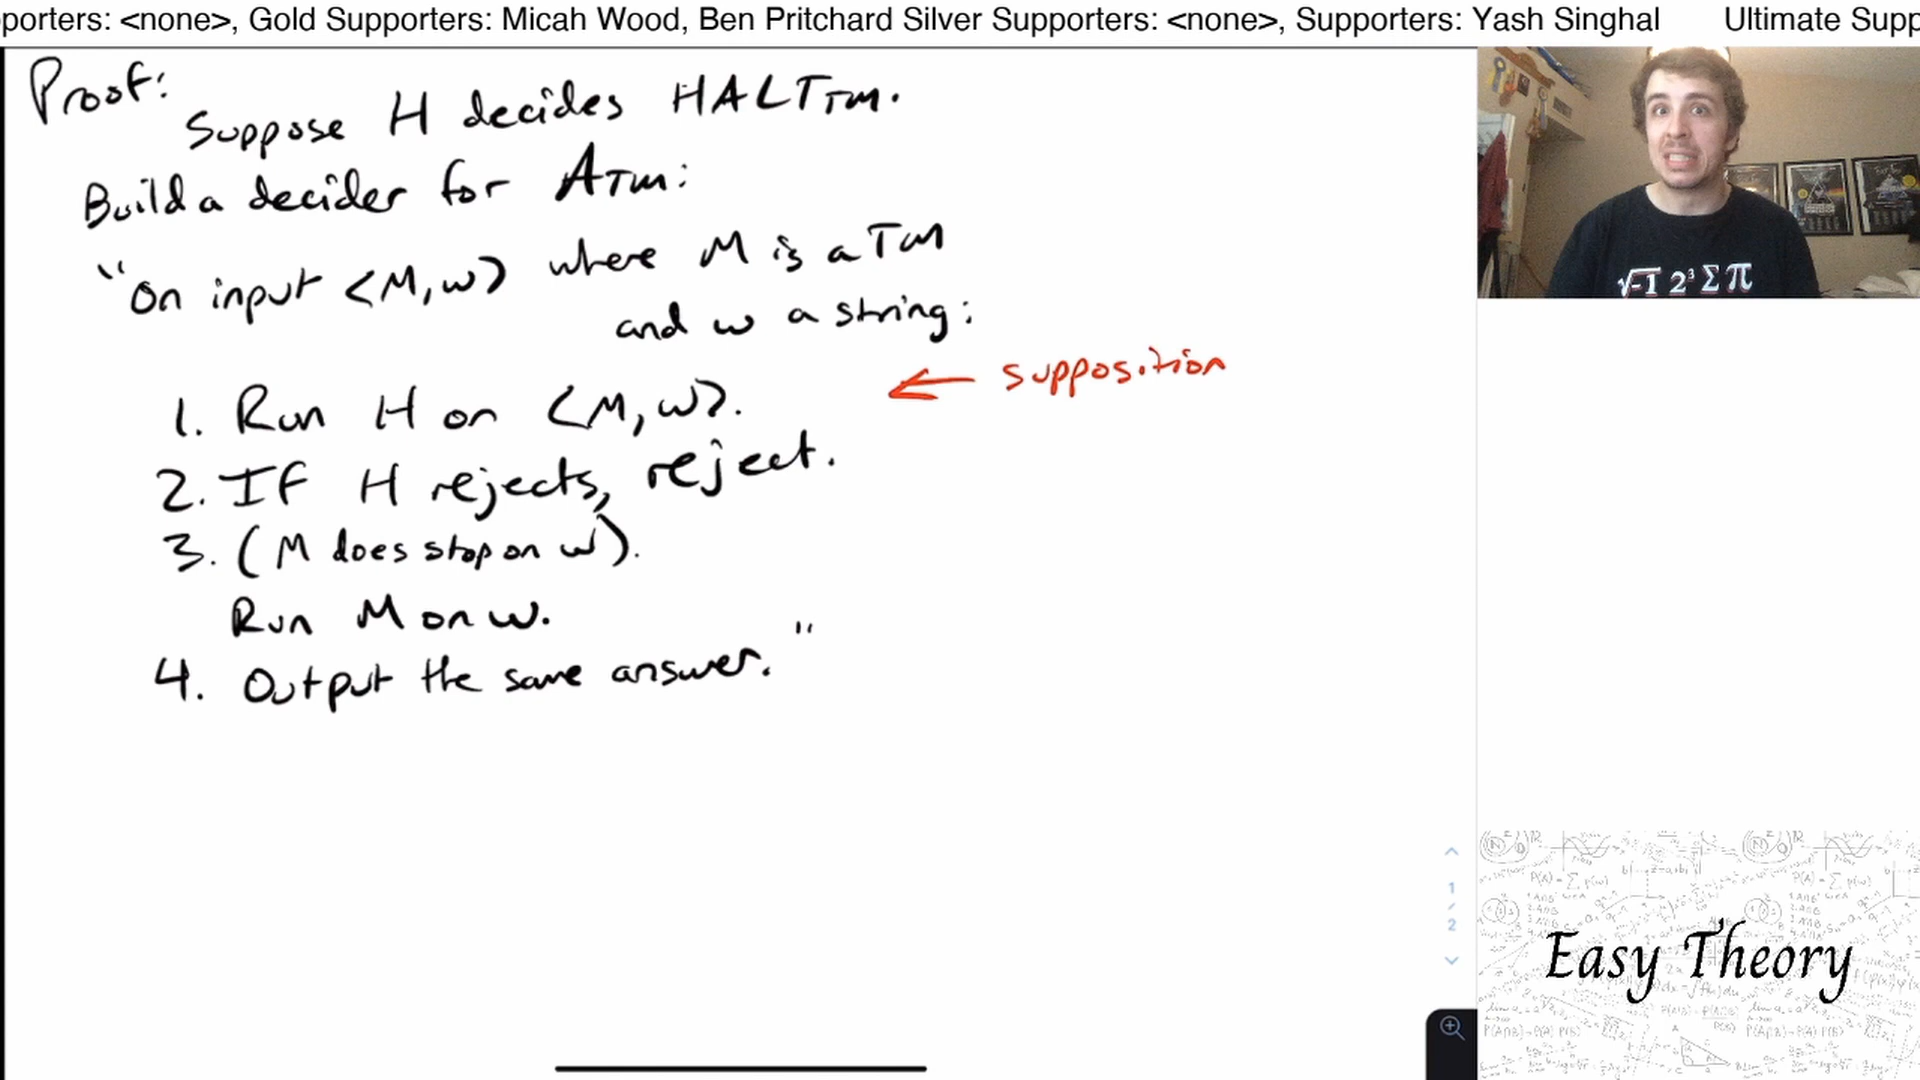 porters: <none>, Gold Supporters: Micah Wood, Ben Pritchard Silver Supporters: <none>, Supporters: Yash Singhal Ultimate Supp
Proof:
Suppose H decides HALTTM.
Build a decider for ATM:
"On input <M,w> where M is a TM
and w a string:
1. Run H on <M,w>.
← supposition
2. If H rejects, reject.
3. (M does stop on w).
Run M on w.
4. Output the same answer."
√-1 2³ Σ π
1
2
Easy Theory